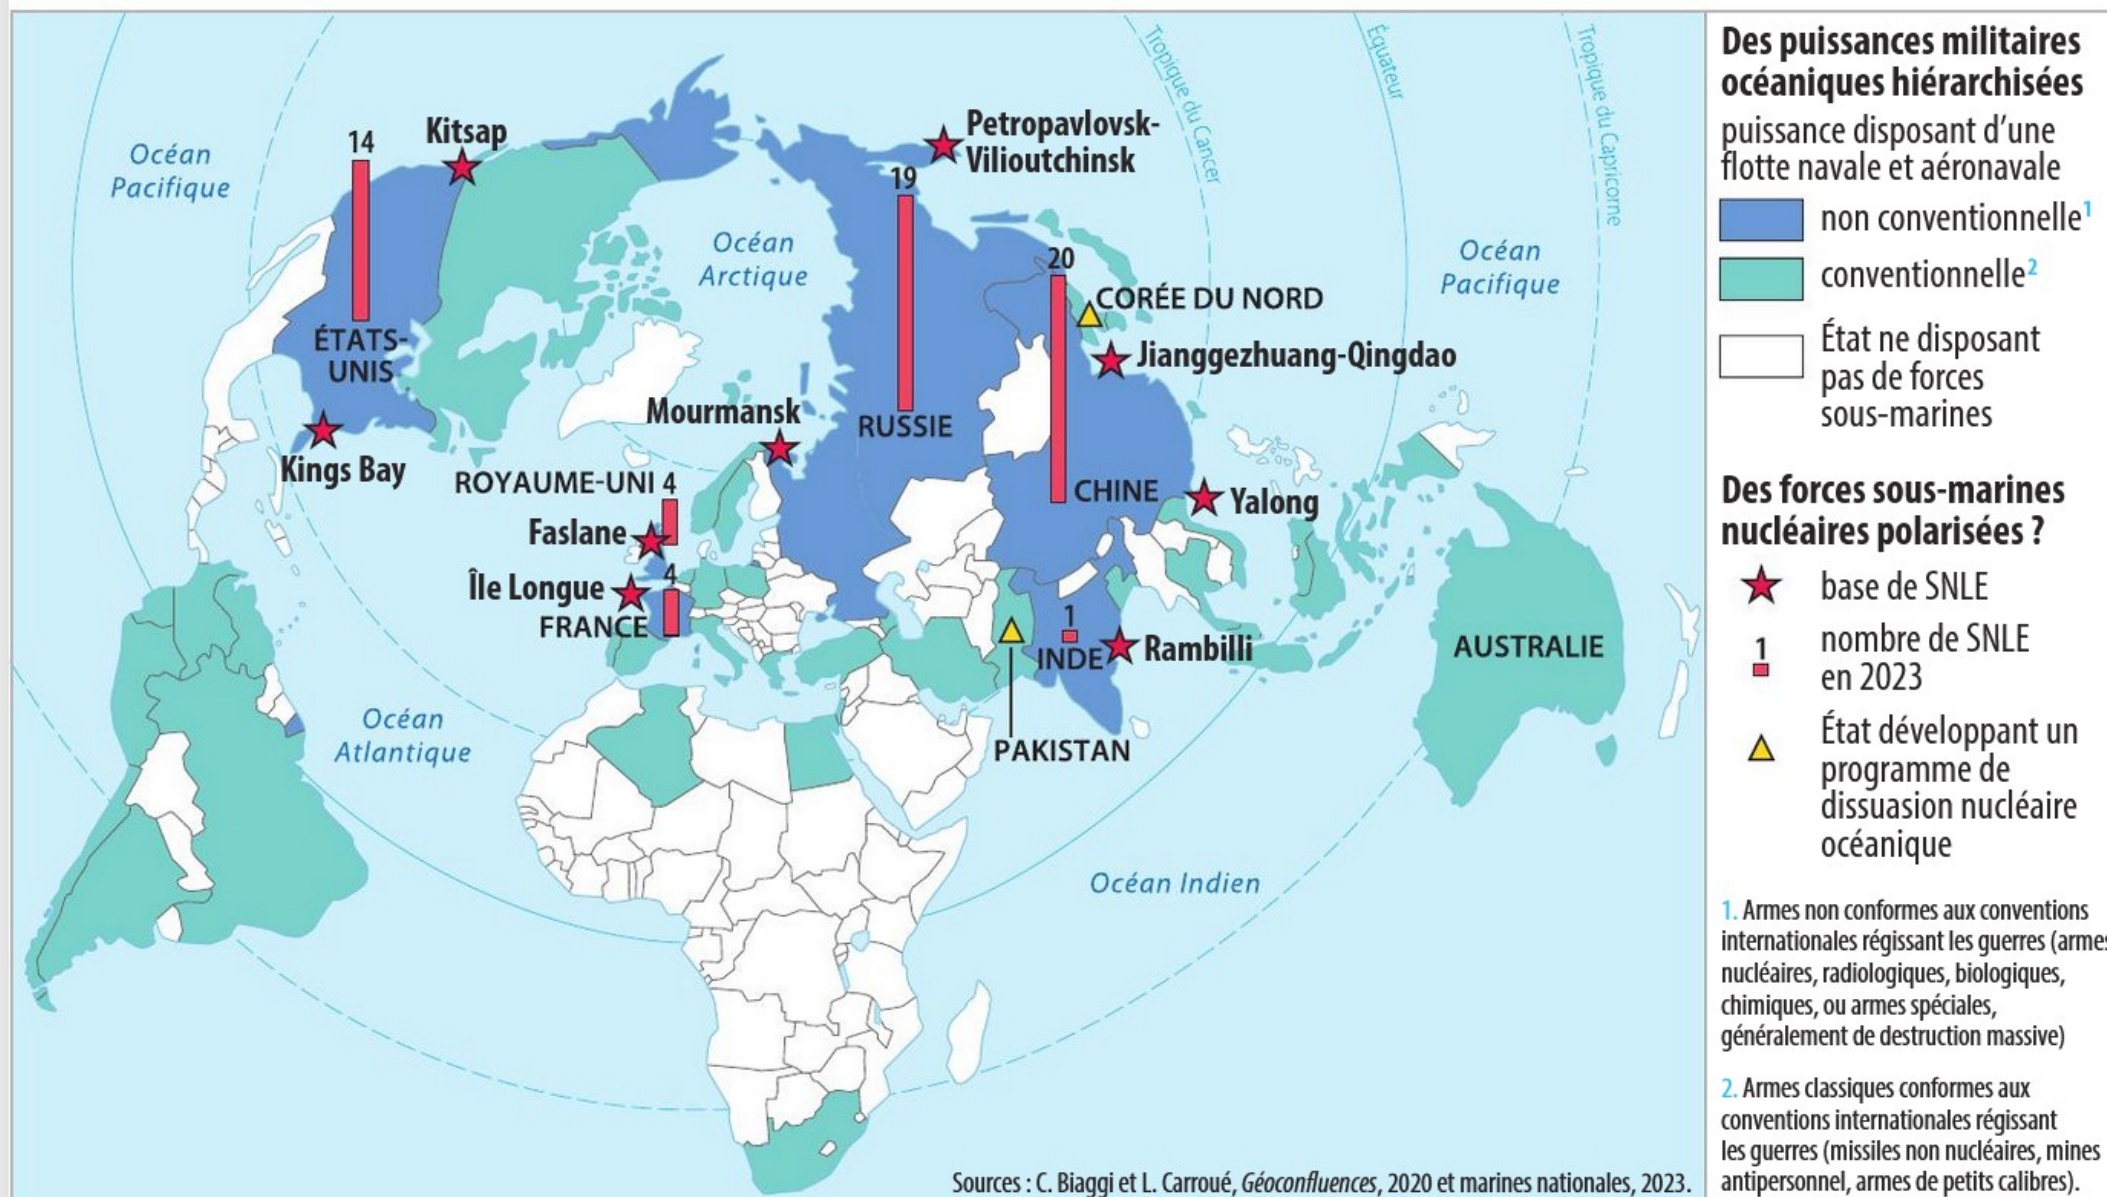 Océan
Pacifique
14
Kitsap
Petropavlovsk-
Vilioutchinsk
19
Tropique du Cancer
Équateur
Tropique du Capricorne
Océan
Arctique
20
Océan
Pacifique
CORÉE DU NORD
Jianggezhuang-Qingdao
ÉTATS-
UNIS
Kings Bay
Mourmansk
RUSSIE
ROYAUME-UNI 4
Faslane
CHINE
Yalong
Île Longue
4
FRANCE
1
INDE
Rambilli
AUSTRALIE
Océan
Atlantique
PAKISTAN
Océan Indien
Sources : C. Biaggi et L. Carroué, Géoconfluences, 2020 et marines nationales, 2023.
Des puissances militaires
océaniques hiérarchisées
puissance disposant d’une
flotte navale et aéronavale
non conventionnelle1
conventionnelle2
État ne disposant
pas de forces
sous-marines
Des forces sous-marines
nucléaires polarisées ?
base de SNLE
1
nombre de SNLE
en 2023
État développant un
programme de
dissuasion nucléaire
océanique
1. Armes non conformes aux conventions
internationales régissant les guerres (armes
nucléaires, radiologiques, biologiques,
chimiques, ou armes spéciales,
généralement de destruction massive)
2. Armes classiques conformes aux
conventions internationales régissant
les guerres (missiles non nucléaires, mines
antipersonnel, armes de petits calibres).